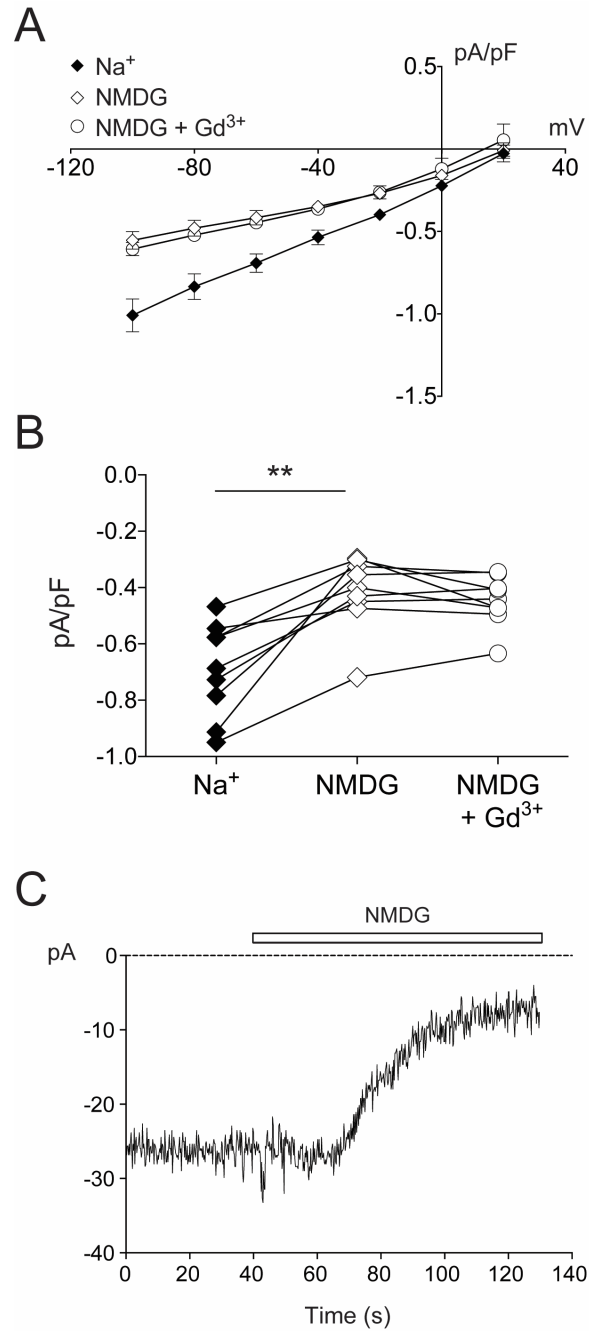 A
pA/pF
Na⁺
NMDG
NMDG + Gd³⁺
0.5
mV
-120 -80 -40 40
-0.5
-1.0
-1.5
B
**
0.0
-0.2
-0.4
-0.6
-0.8
-1.0
pA/pF
Na⁺ NMDG NMDG
+ Gd³⁺
C
NMDG
pA
0
-10
-20
-30
-40
0 20 40 60 80 100 120 140
Time (s)